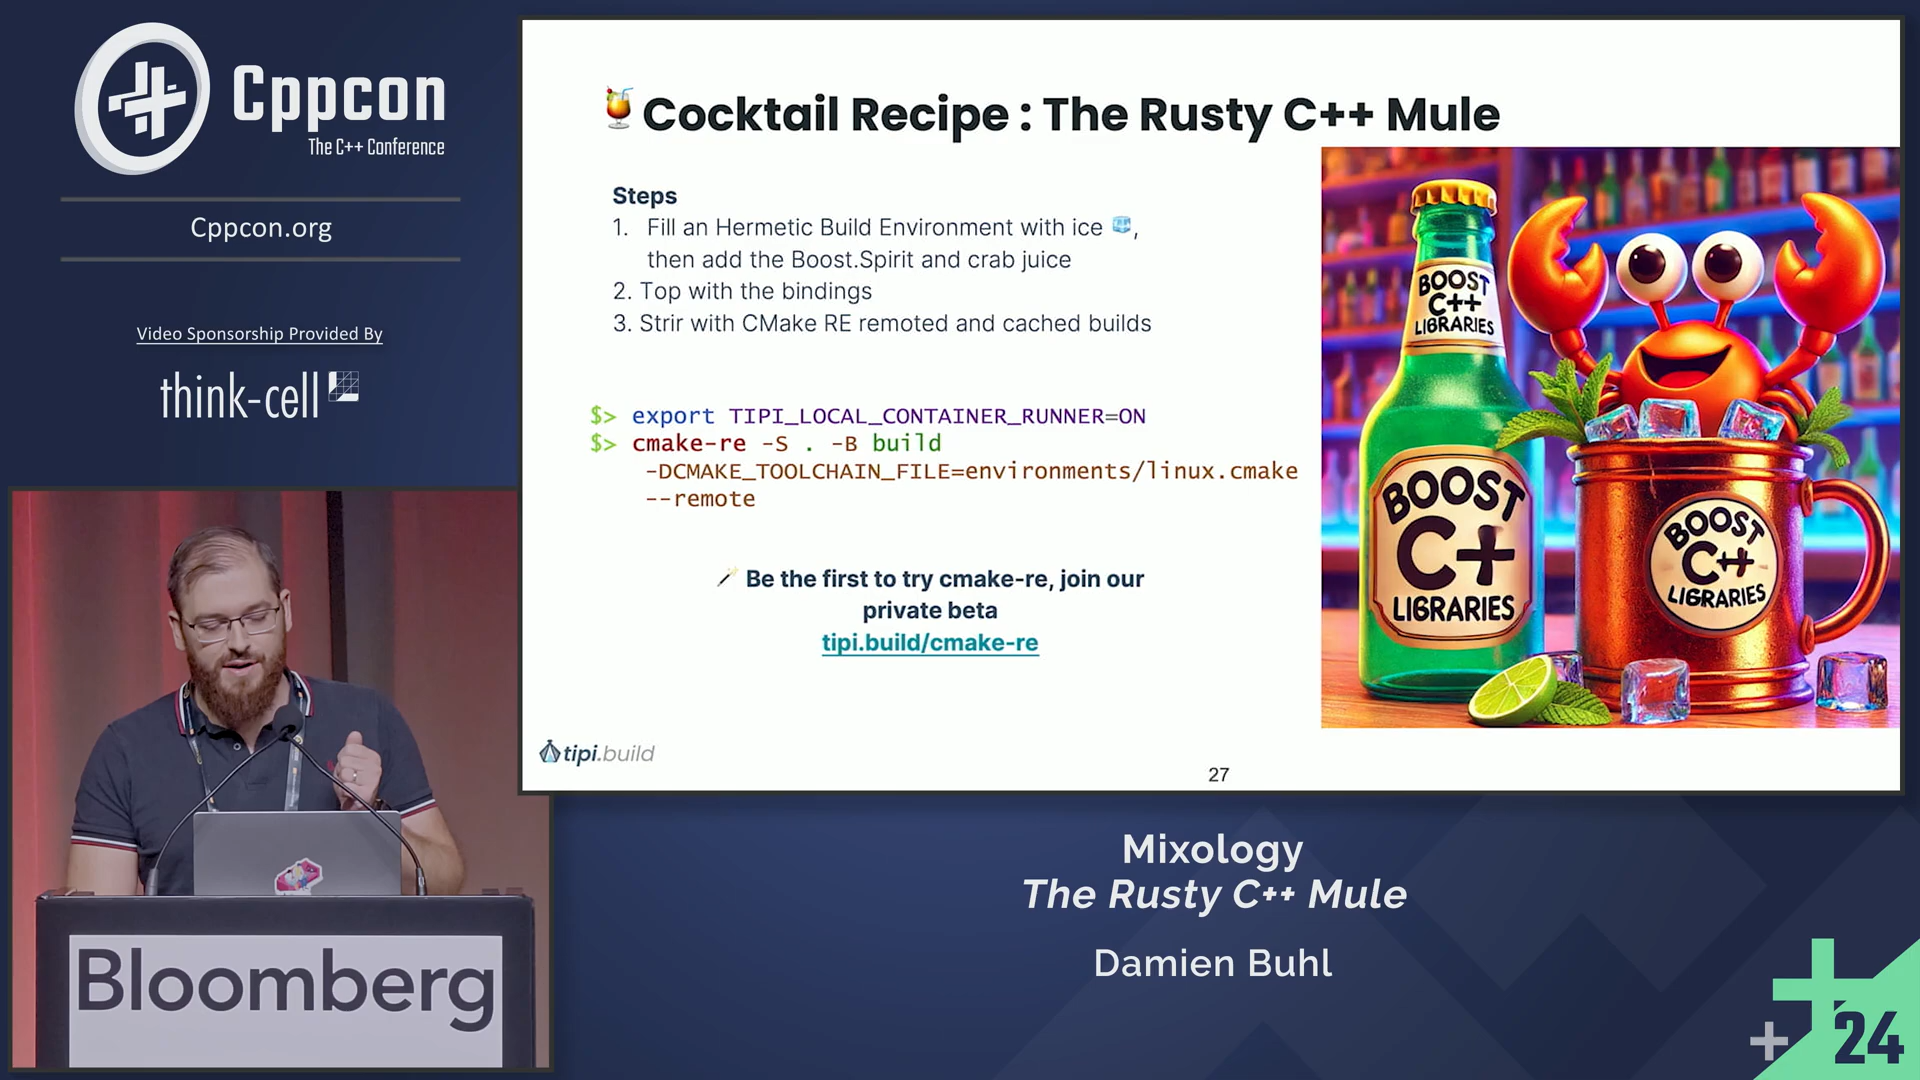 Cppcon
The C++ Conference
Cppcon.org
Video Sponsorship Provided By
think-cell
Cocktail Recipe : The Rusty C++ Mule
Steps
1. Fill an Hermetic Build Environment with ice 🧊,
then add the Boost.Spirit and crab juice
2. Top with the bindings
3. Strir with CMake RE remoted and cached builds
$> export TIPI_LOCAL_CONTAINER_RUNNER=ON
$> cmake-re -S . -B build
-DCMAKE_TOOLCHAIN_FILE=environments/linux.cmake
--remote
Be the first to try cmake-re, join our
private beta
tipi.build/cmake-re
tipi.build
27
BOOST
C++
LIBRARIES
BOOST
C+
LIBRARIES
BOOST
C++
LIBRARIES
Bloomberg
Mixology
The Rusty C++ Mule
Damien Buhl
24